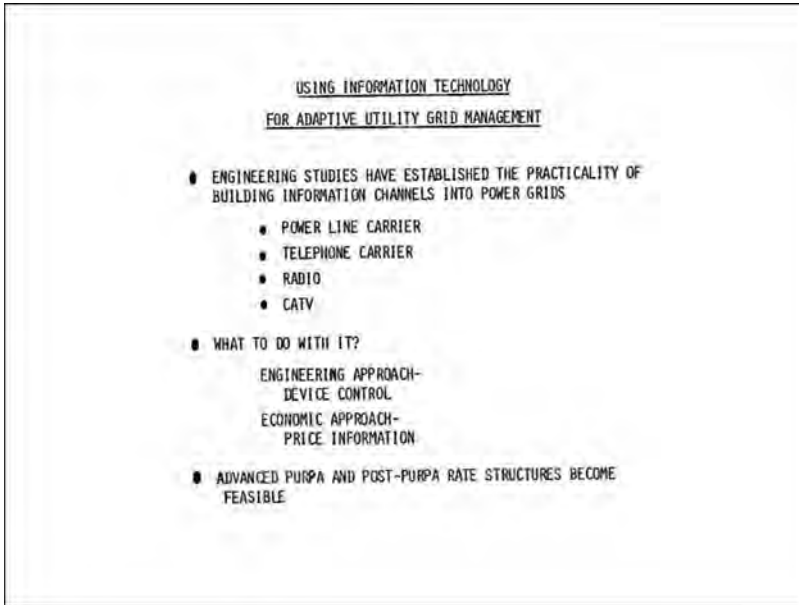 USING INFORMATION TECHNOLOGY
FOR ADAPTIVE UTILITY GRID MANAGEMENT
● ENGINEERING STUDIES HAVE ESTABLISHED THE PRACTICALITY OF
BUILDING INFORMATION CHANNELS INTO POWER GRIDS
● POWER LINE CARRIER
● TELEPHONE CARRIER
● RADIO
● CATV
● WHAT TO DO WITH IT?
ENGINEERING APPROACH-
DEVICE CONTROL
ECONOMIC APPROACH-
PRICE INFORMATION
● ADVANCED PURPA AND POST-PURPA RATE STRUCTURES BECOME
FEASIBLE